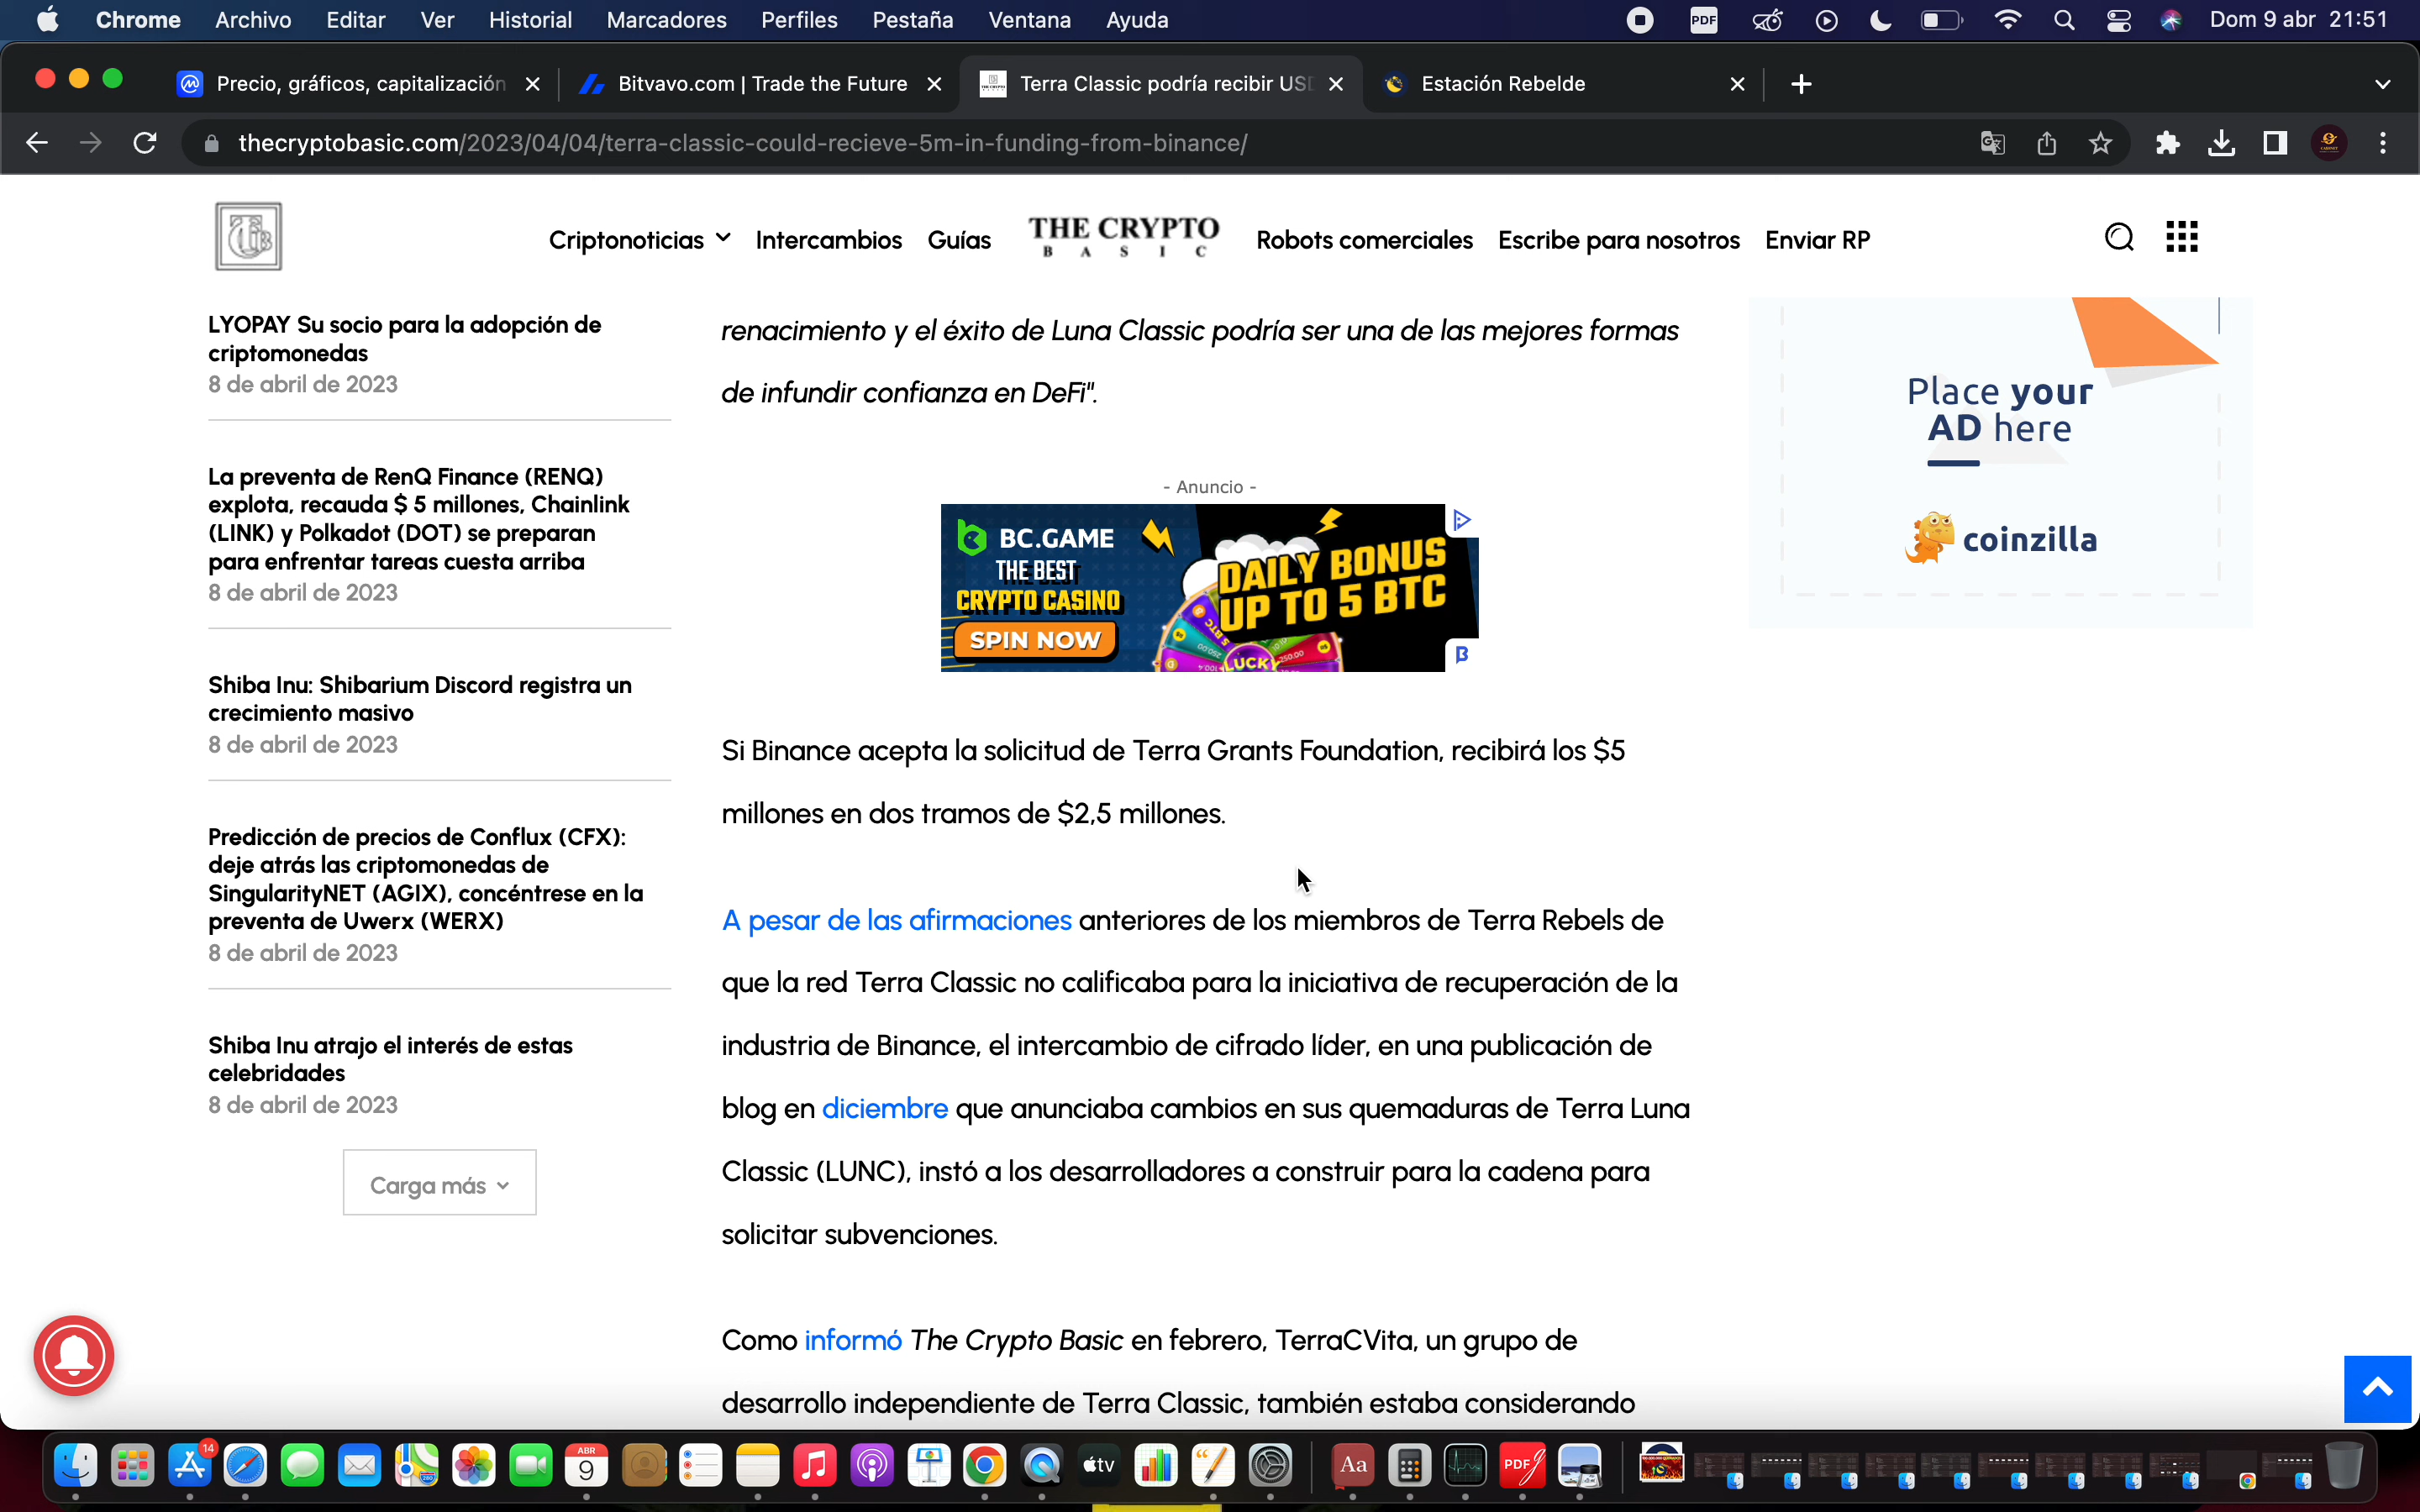 Chrome Archivo Editar Ver Historial Marcadores Perfiles Pestaña Ventana Ayuda PDF Dom 9 abr 21:51
Precio, gráficos, capitalización
Bitvavo.com | Trade the Future
Terra Classic podría recibir USD
Estación Rebelde
thecryptobasic.com/2023/04/04/terra-classic-could-recieve-5m-in-funding-from-binance/
Criptonoticias Intercambios Guías THE CRYPTO BASIC Robots comerciales Escribe para nosotros Enviar RP
LYOPAY Su socio para la adopción de
criptomonedas
8 de abril de 2023
La preventa de RenQ Finance (RENQ)
explota, recauda $ 5 millones, Chainlink
(LINK) y Polkadot (DOT) se preparan
para enfrentar tareas cuesta arriba
8 de abril de 2023
Shiba Inu: Shibarium Discord registra un
crecimiento masivo
8 de abril de 2023
Predicción de precios de Conflux (CFX):
deje atrás las criptomonedas de
SingularityNET (AGIX), concéntrese en la
preventa de Uwerx (WERX)
8 de abril de 2023
Shiba Inu atrajo el interés de estas
celebridades
8 de abril de 2023
Carga más
renacimiento y el éxito de Luna Classic podría ser una de las mejores formas
de infundir confianza en DeFi".
- Anuncio -
BC.GAME
THE BEST
CRYPTO CASINO
SPIN NOW
DAILY BONUS
UP TO 5 BTC
LUCKY
Si Binance acepta la solicitud de Terra Grants Foundation, recibirá los $5
millones en dos tramos de $2,5 millones.
A pesar de las afirmaciones anteriores de los miembros de Terra Rebels de
que la red Terra Classic no calificaba para la iniciativa de recuperación de la
industria de Binance, el intercambio de cifrado líder, en una publicación de
blog en diciembre que anunciaba cambios en sus quemaduras de Terra Luna
Classic (LUNC), instó a los desarrolladores a construir para la cadena para
solicitar subvenciones.
Como informó The Crypto Basic en febrero, TerraCVita, un grupo de
desarrollo independiente de Terra Classic, también estaba considerando
Place your
AD here
coinzilla
14
ABR
9
tv
Aa
PDF